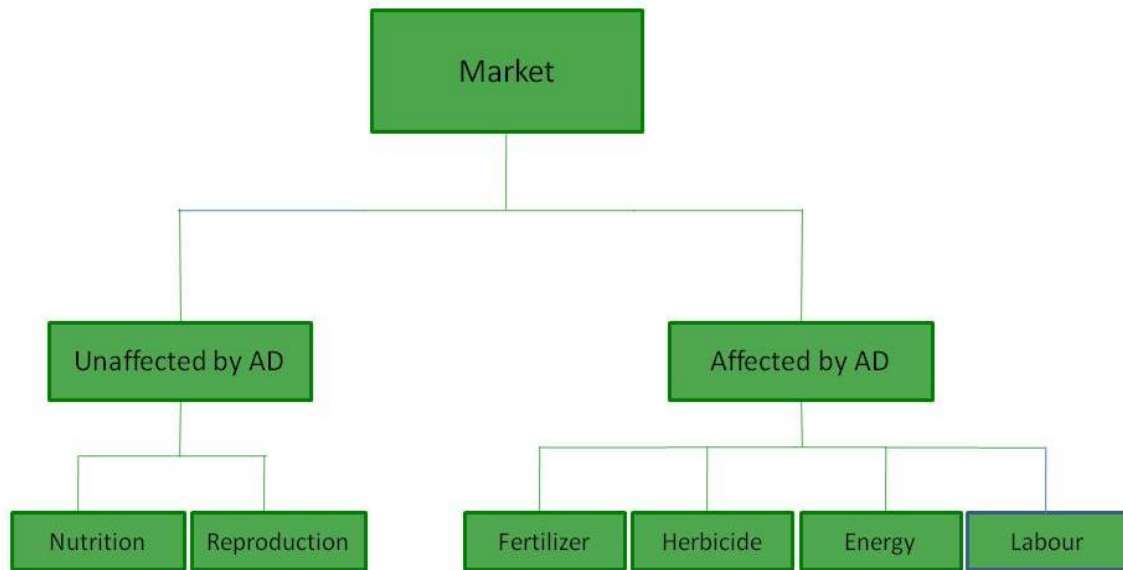 Market
Unaffected by AD
Affected by AD
Nutrition
Reproduction
Fertilizer
Herbicide
Energy
Labour